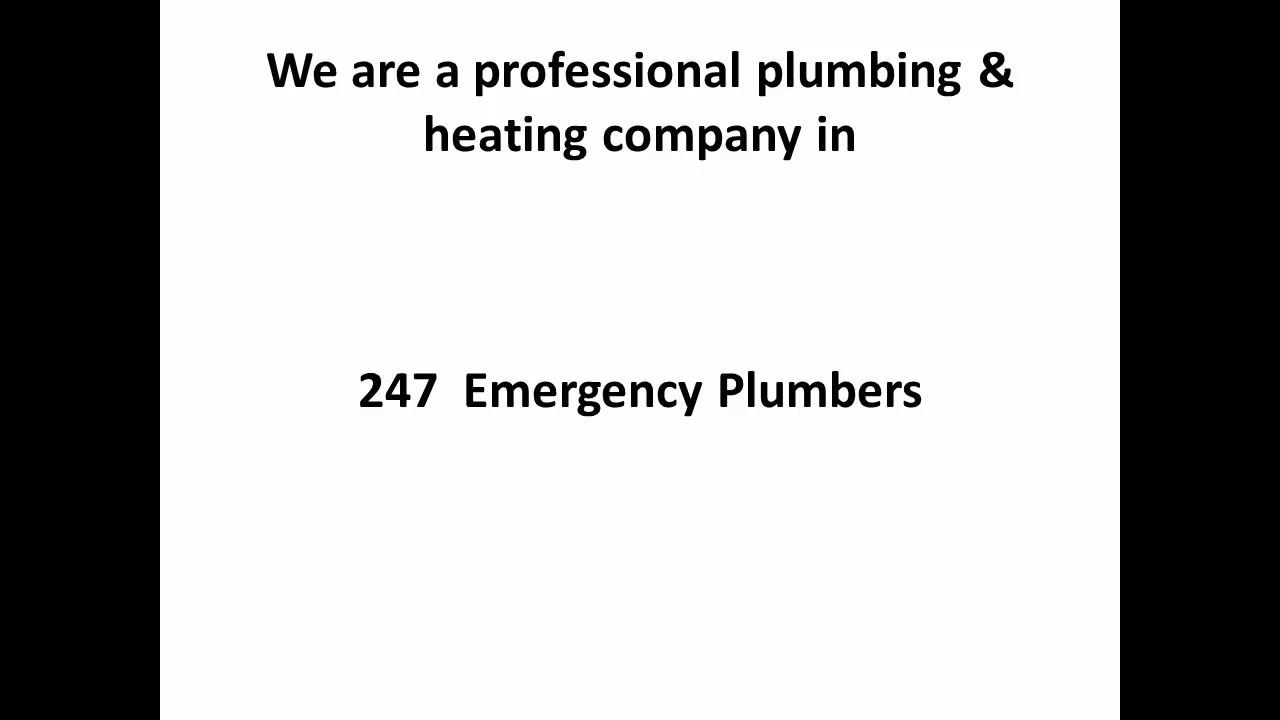 We are a professional plumbing &
heating company in
247  Emergency Plumbers